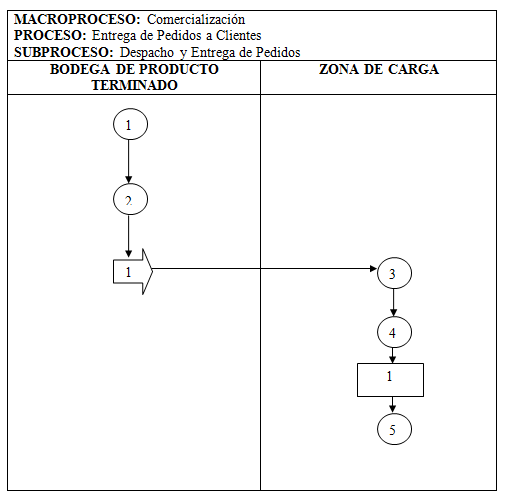 MACROPROCESO: Comercialización
PROCESO: Entrega de Pedidos a Clientes
SUBPROCESO: Despacho y Entrega de Pedidos
BODEGA DE PRODUCTO
TERMINADO
ZONA DE CARGA
1
2
1
3
4
1
5